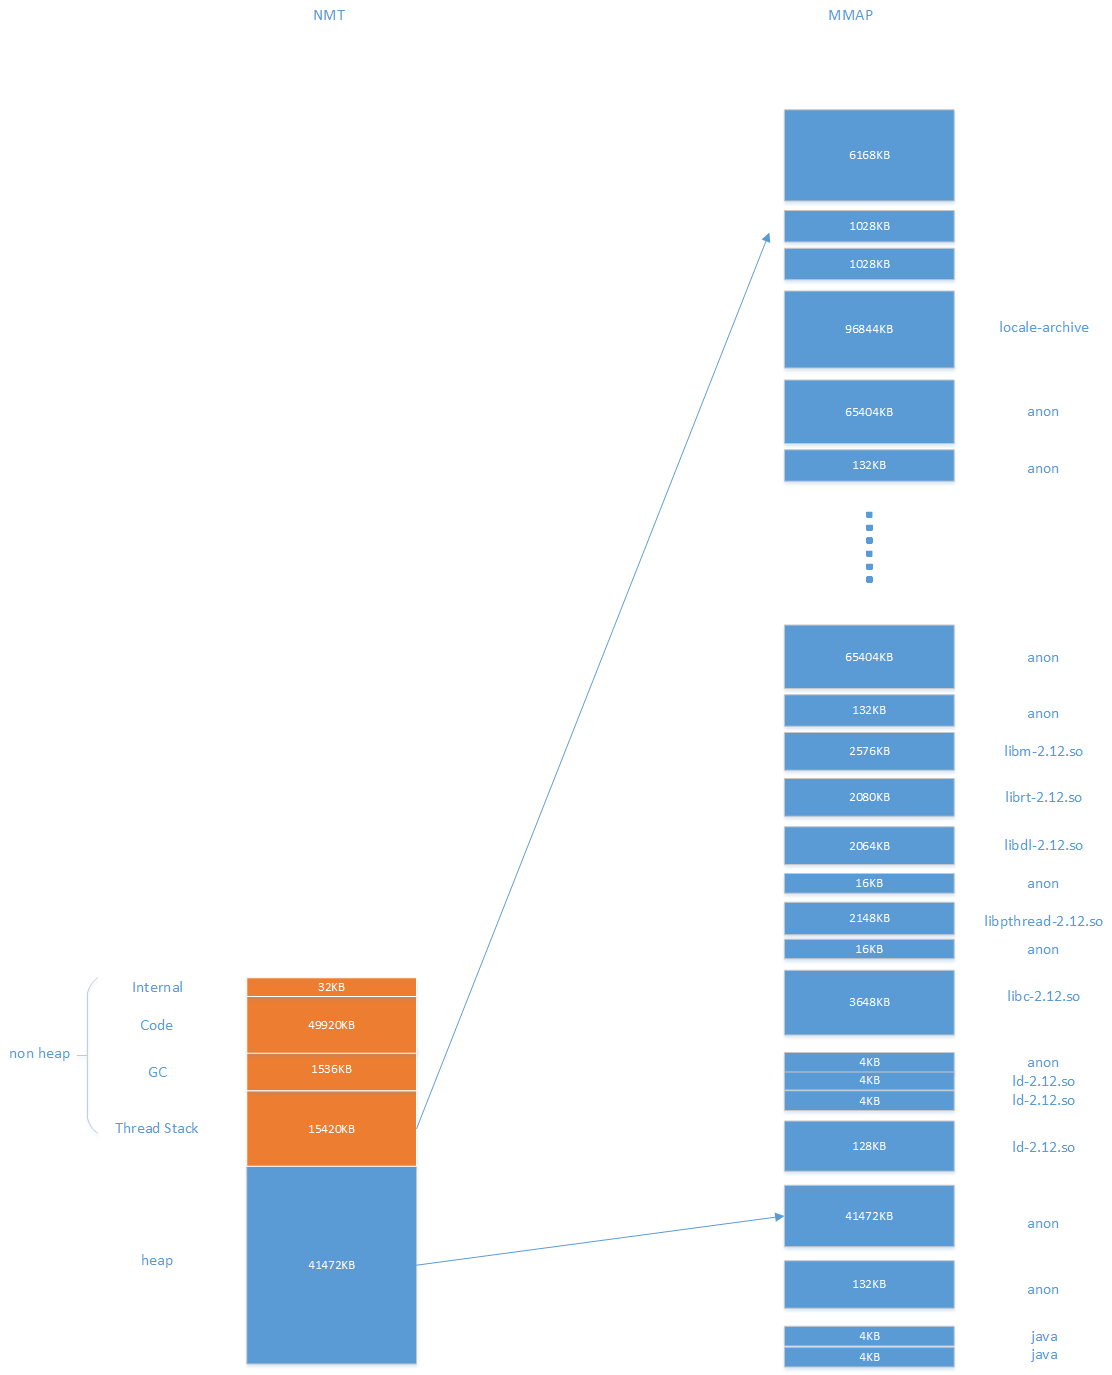 NMT
MMAP
6168KB
1028KB
1028KB
96844KB
locale-archive
65404KB
anon
132KB
anon
65404KB
anon
132KB
anon
2576KB
libm-2.12.so
2080KB
librt-2.12.so
2064KB
libdl-2.12.so
16KB
anon
2148KB
libpthread-2.12.so
16KB
anon
3648KB
libc-2.12.so
4KB
anon
4KB
ld-2.12.so
4KB
ld-2.12.so
128KB
ld-2.12.so
41472KB
anon
132KB
anon
4KB
java
4KB
java
non heap
Internal
32KB
Code
49920KB
GC
1536KB
Thread Stack
15420KB
heap
41472KB